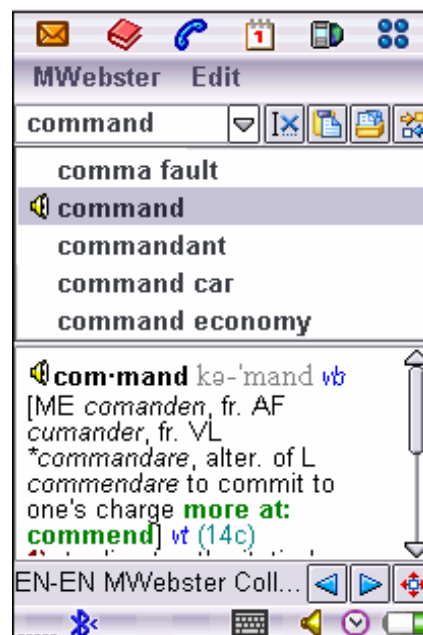 1
MWebster Edit
command
comma fault
command
commandant
command car
command economy
com·mand kə-'mand vb
[ME comanden, fr. AF
cumander, fr. VL
*commandare, alter. of L
commendare to commit to
one's charge more at:
commend] vt (14c)
EN-EN MWebster Coll...